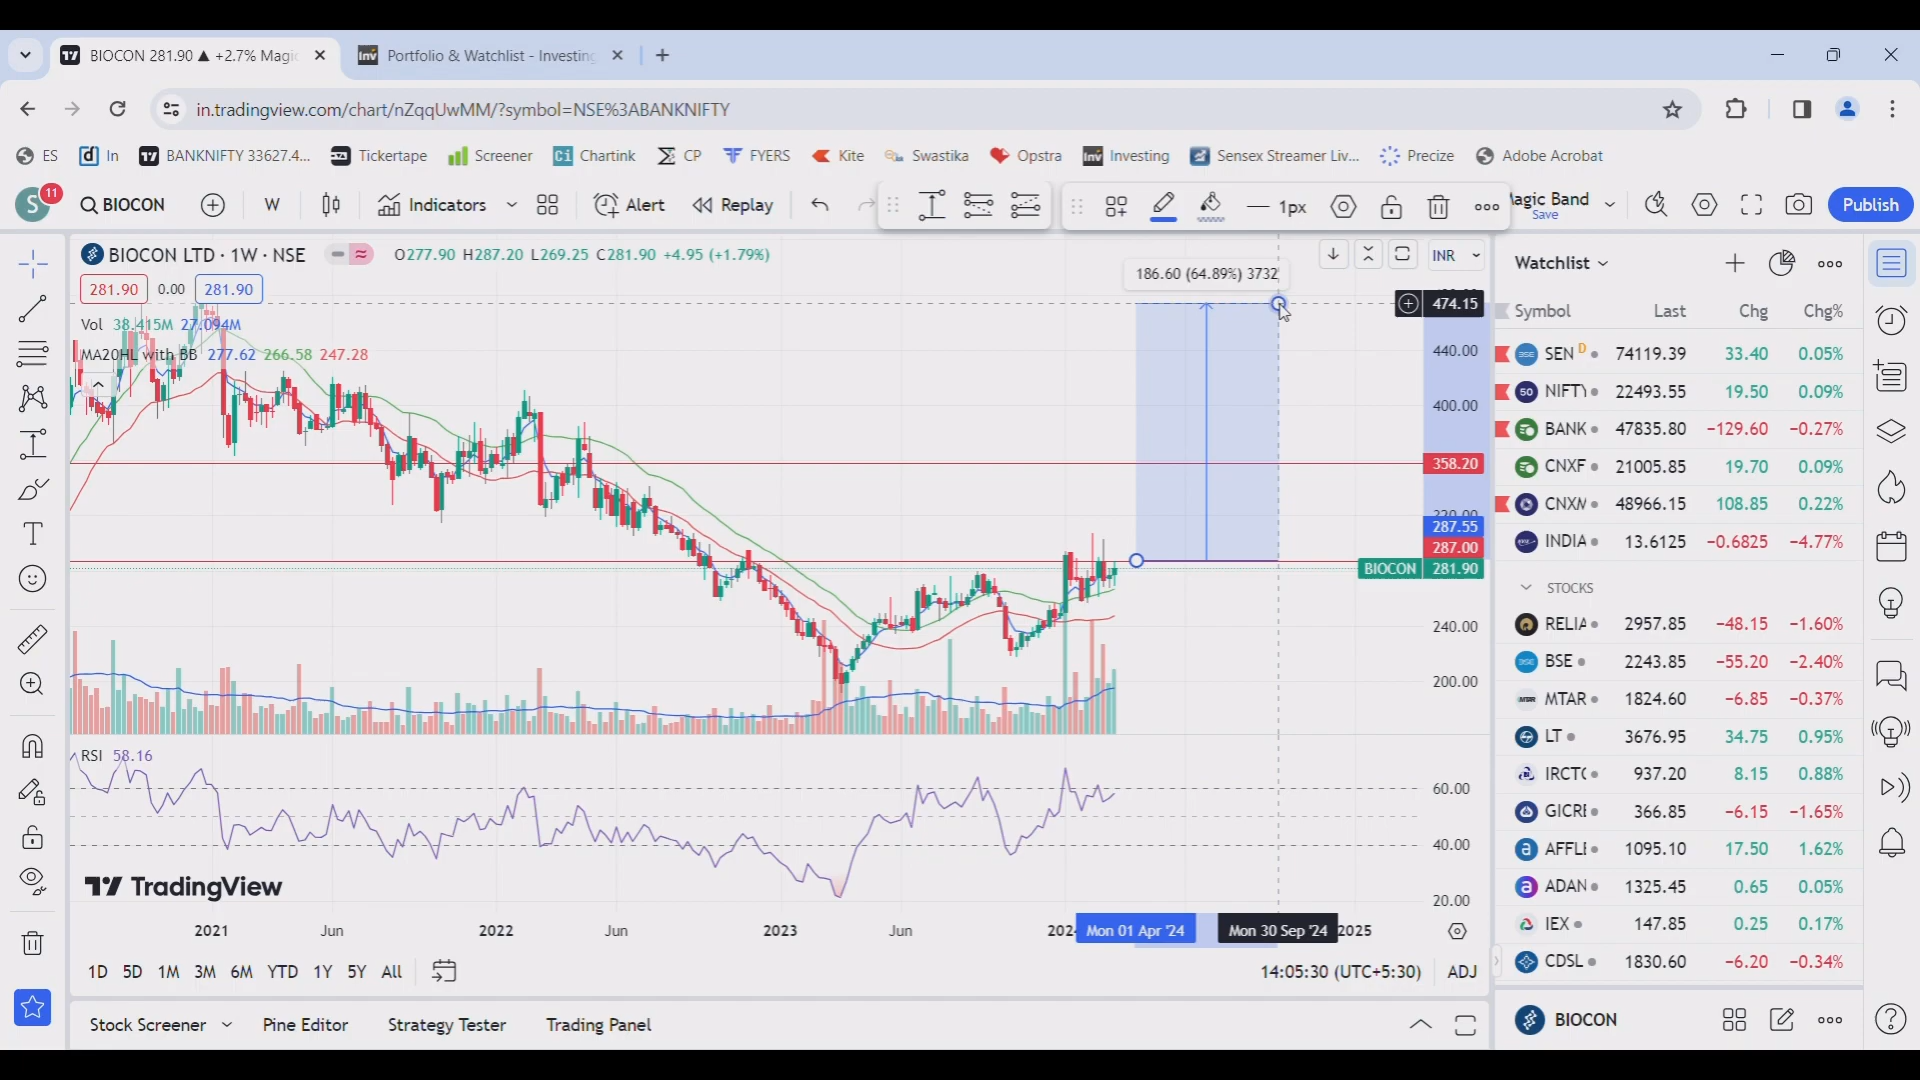 BIOCON 281.90 ▲ +2.7% Magic
Portfolio & Watchlist - Investing
in.tradingview.com/chart/nZqqUwMM/?symbol=NSE%3ABANKNIFTY
ES In BANKNIFTY 33627.4... Tickertape Screener Chartink CP FYERS Kite Swastika Opstra Investing Sensex Streamer Liv... Precize Adobe Acrobat
S 11 BIOCON W Indicators Alert Replay 1px Magic Band Save Publish
BIOCON LTD · 1W · NSE O277.90 H287.20 L269.25 C281.90 +4.95 (+1.79%) INR
281.90 0.00 281.90
Vol 38.415M 27.094M
MA20HL with BB 277.62 266.58 247.28
186.60 (64.89%) 3732
474.15
440.00
400.00
358.20
287.55
287.00
BIOCON 281.90
240.00
200.00
RSI 58.16
60.00
40.00
20.00
TradingView
2021 Jun 2022 Jun 2023 Jun 2024 Mon 01 Apr '24 Mon 30 Sep '24 2025
1D 5D 1M 3M 6M YTD 1Y 5Y All 14:05:30 (UTC+5:30) ADJ
Stock Screener Pine Editor Strategy Tester Trading Panel
Watchlist
Symbol Last Chg Chg%
SEN D 74119.39 33.40 0.05%
NIFTY 22493.55 19.50 0.09%
BANK 47835.80 −129.60 −0.27%
CNXF 21005.85 19.70 0.09%
CNXM 48966.15 108.85 0.22%
INDIA 13.6125 −0.6825 −4.77%
STOCKS
RELIA 2957.85 −48.15 −1.60%
BSE 2243.85 −55.20 −2.40%
MTAR 1824.60 −6.85 −0.37%
LT 3676.95 34.75 0.95%
IRCTC 937.20 8.15 0.88%
GICRE 366.85 −6.15 −1.65%
AFFLE 1095.10 17.50 1.62%
ADAN 1325.45 0.65 0.05%
IEX 147.85 0.25 0.17%
CDSL 1830.60 −6.20 −0.34%
BIOCON